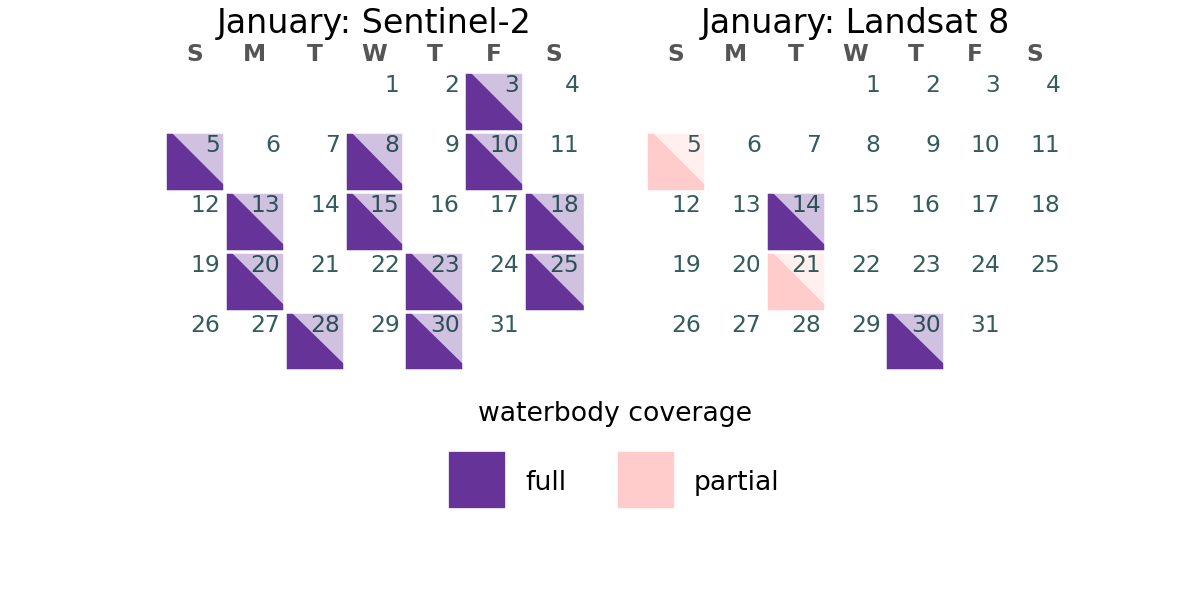 January: Sentinel-2
S M T W T F S
1 2 3 4
5 6 7 8 9 10 11
12 13 14 15 16 17 18
19 20 21 22 23 24 25
26 27 28 29 30 31
January: Landsat 8
S M T W T F S
1 2 3 4
5 6 7 8 9 10 11
12 13 14 15 16 17 18
19 20 21 22 23 24 25
26 27 28 29 30 31
waterbody coverage
full partial